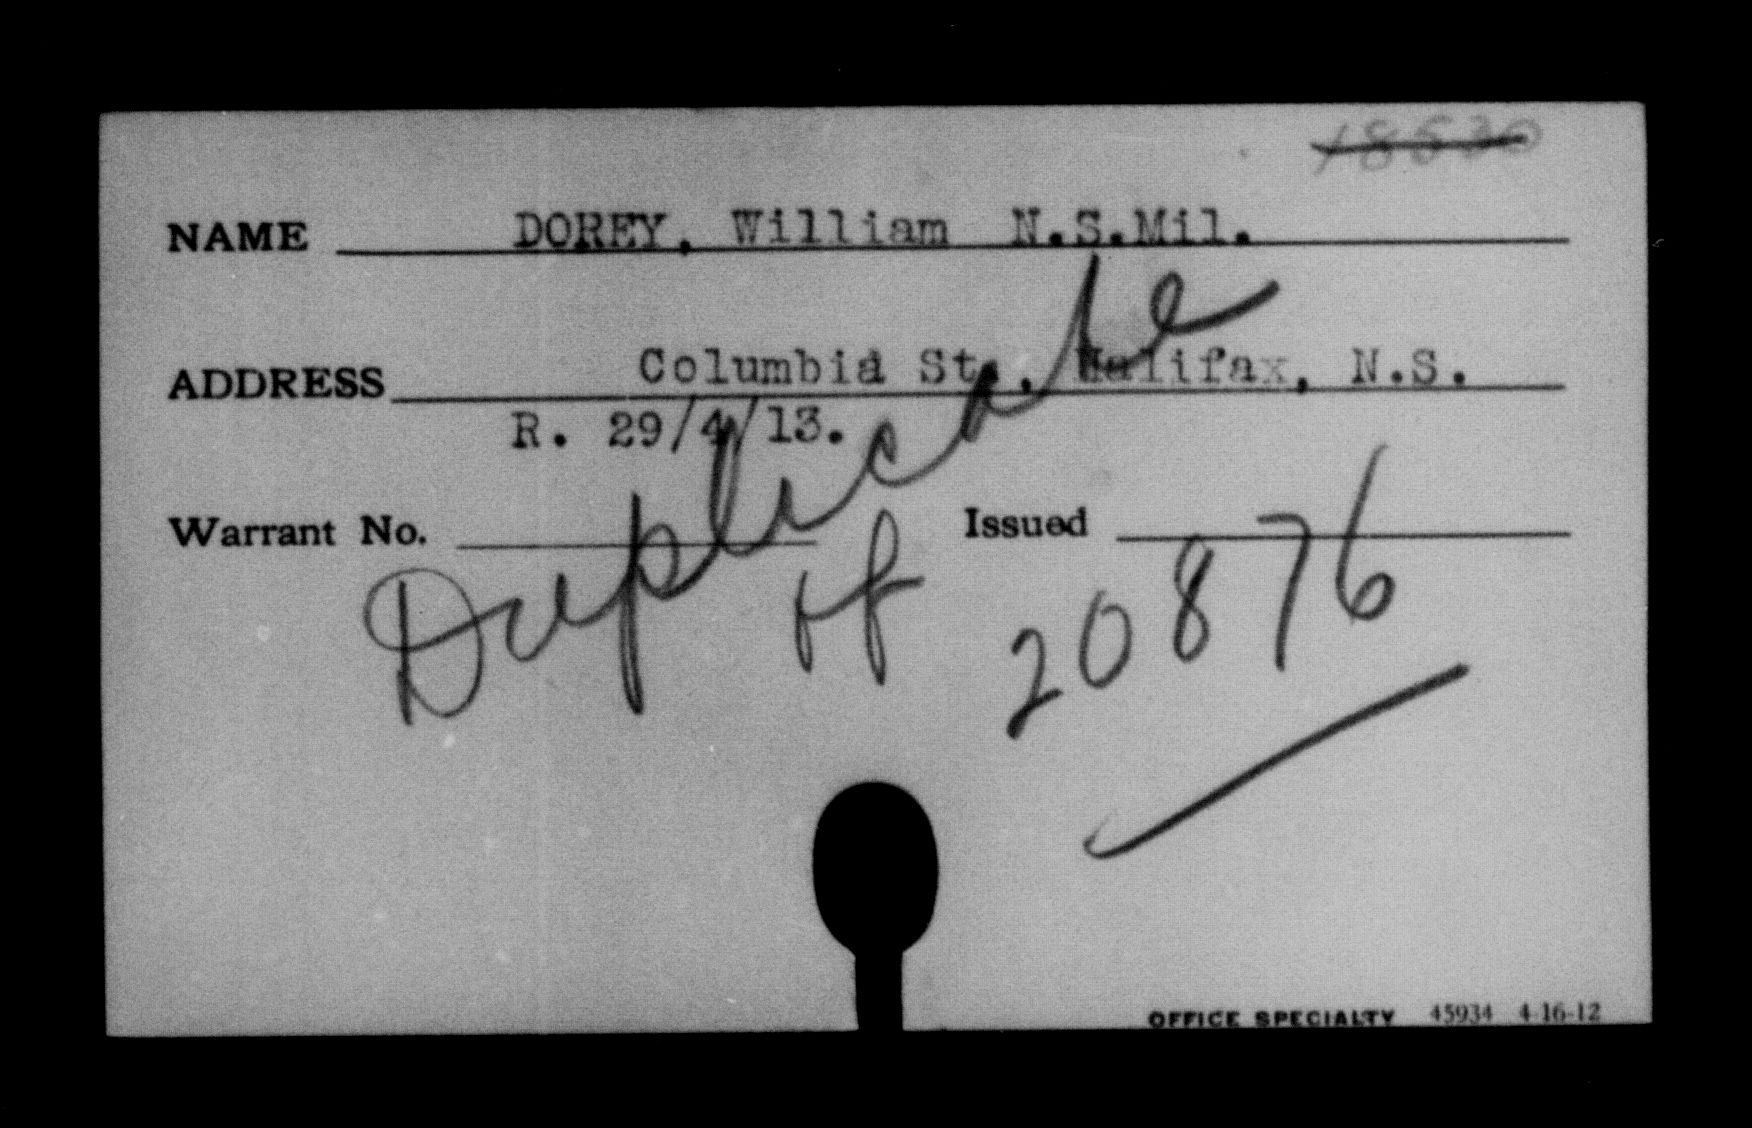 18530
NAME DOREY, William N.S.Mil.
ADDRESS Columbia St., Halifax, N.S.
R. 29/4/13.
Warrant No. Issued
Duplicate
of 20876
OFFICE SPECIALTY 45934 4-16-12